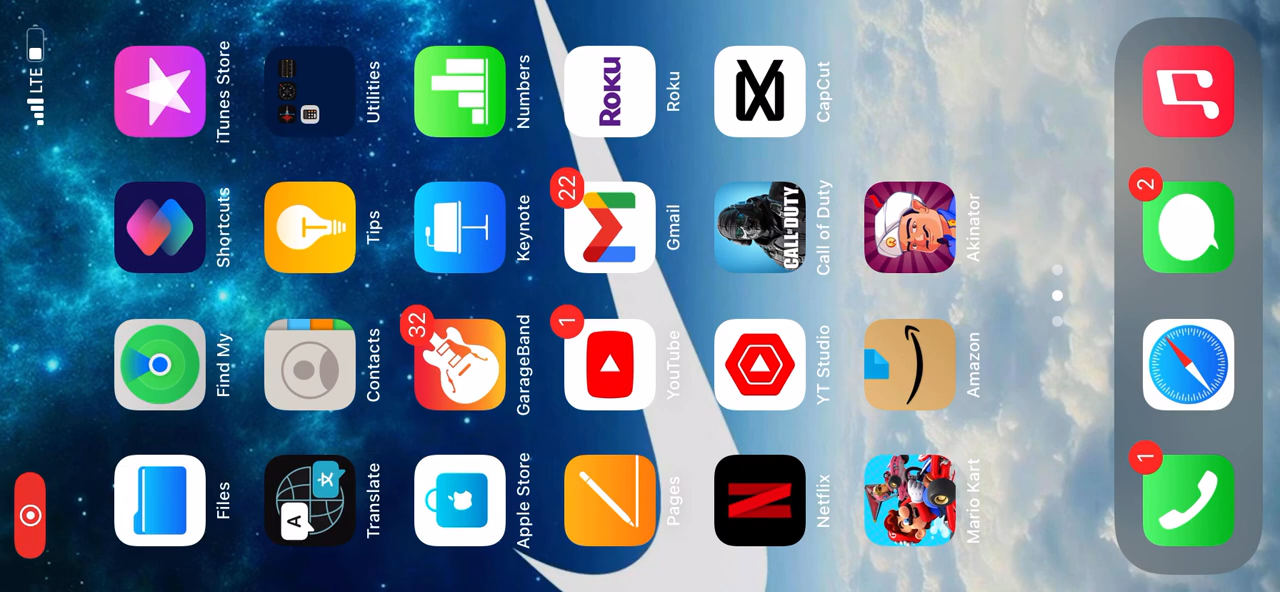 LTE
Files Find My Shortcuts iTunes Store
A 文
Translate Contacts Tips Utilities
32
Apple Store GarageBand Keynote Numbers
1 22
ROKU
Pages YouTube Gmail Roku
CALL OF DUTY
Netflix YT Studio Call of Duty CapCut
Mario Kart Amazon Akinator
1 2